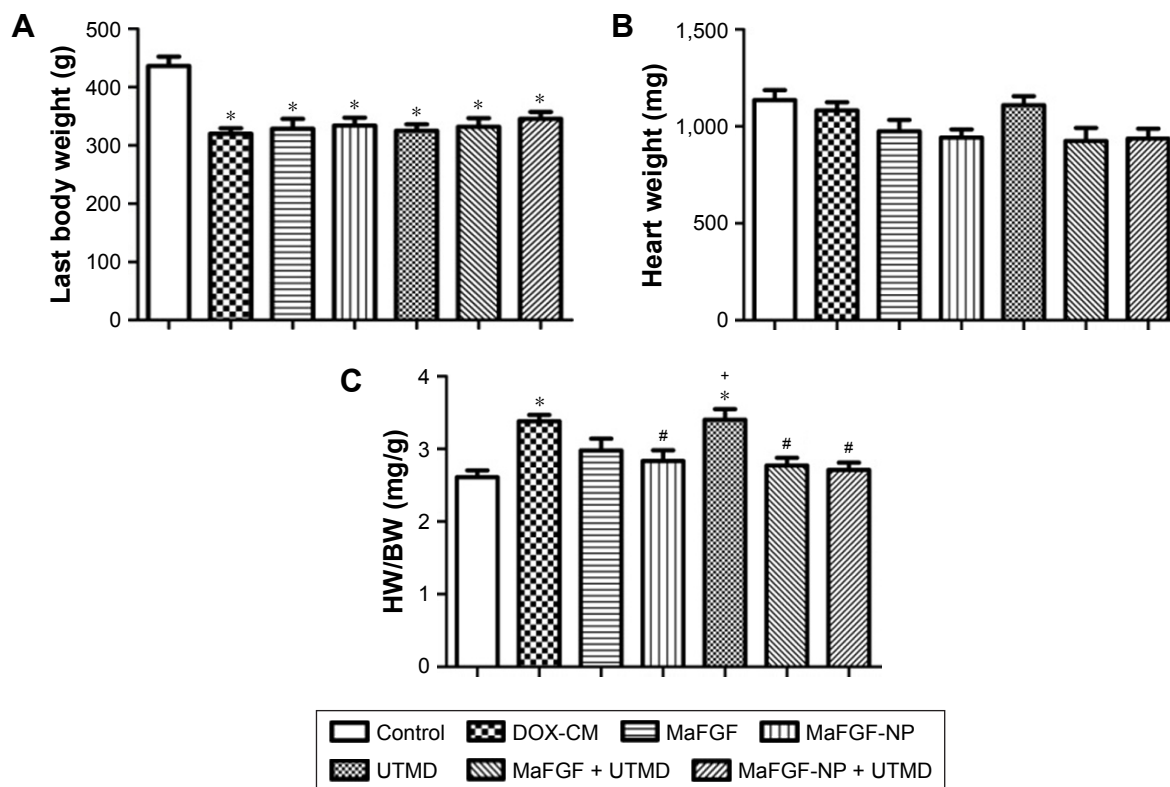 A
Last body weight (g)
500
400
300
200
100
0
* * * * * *
B
Heart weight (mg)
1,500
1,000
500
0
C
HW/BW (mg/g)
4
3
2
1
0
+
* # * # #
Control DOX-CM MaFGF MaFGF-NP
UTMD MaFGF + UTMD MaFGF-NP + UTMD